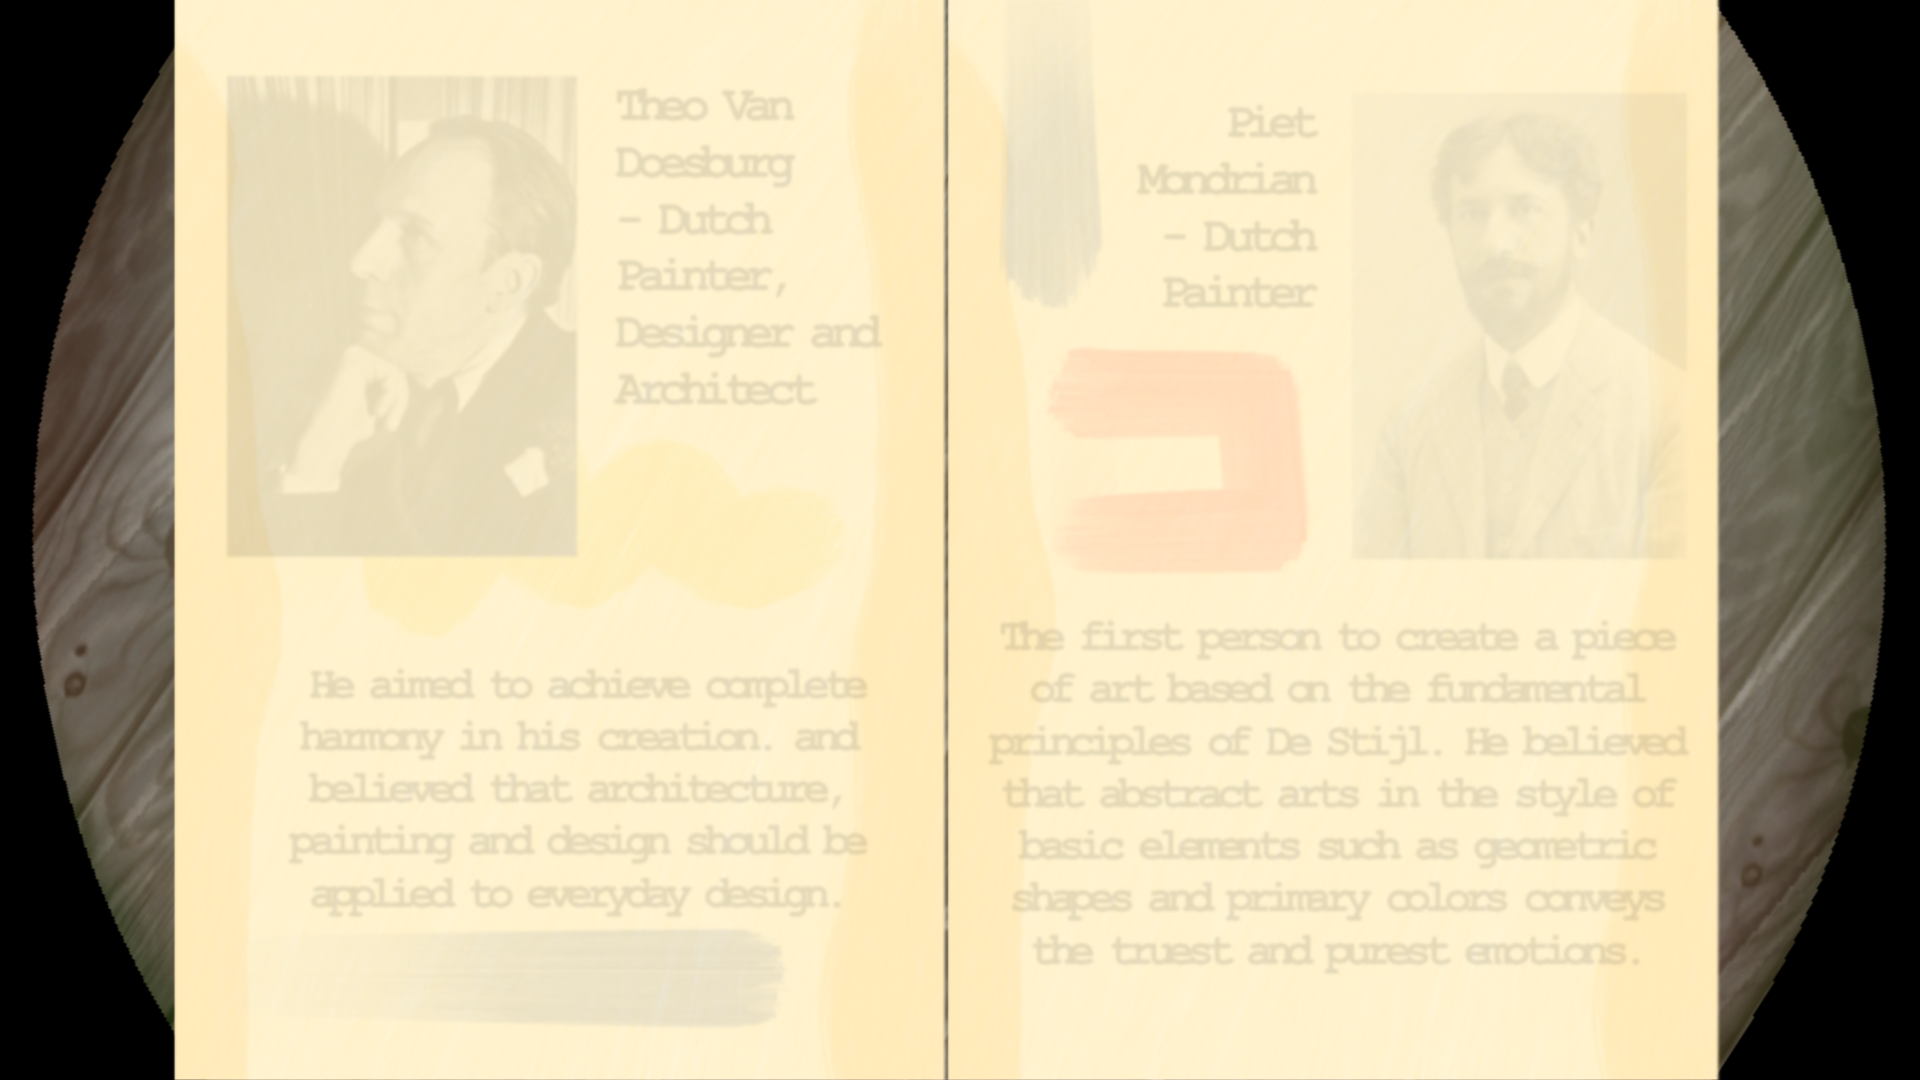 Theo Van
Doesburg
- Dutch
Painter,
Designer and
Architect
He aimed to achieve complete
harmony in his creation. and
believed that architecture,
painting and design should be
applied to everyday design.
Piet
Mondrian
- Dutch
Painter
The first person to create a piece
of art based on the fundamental
principles of De Stijl. He believed
that abstract arts in the style of
basic elements such as geometric
shapes and primary colors conveys
the truest and purest emotions.